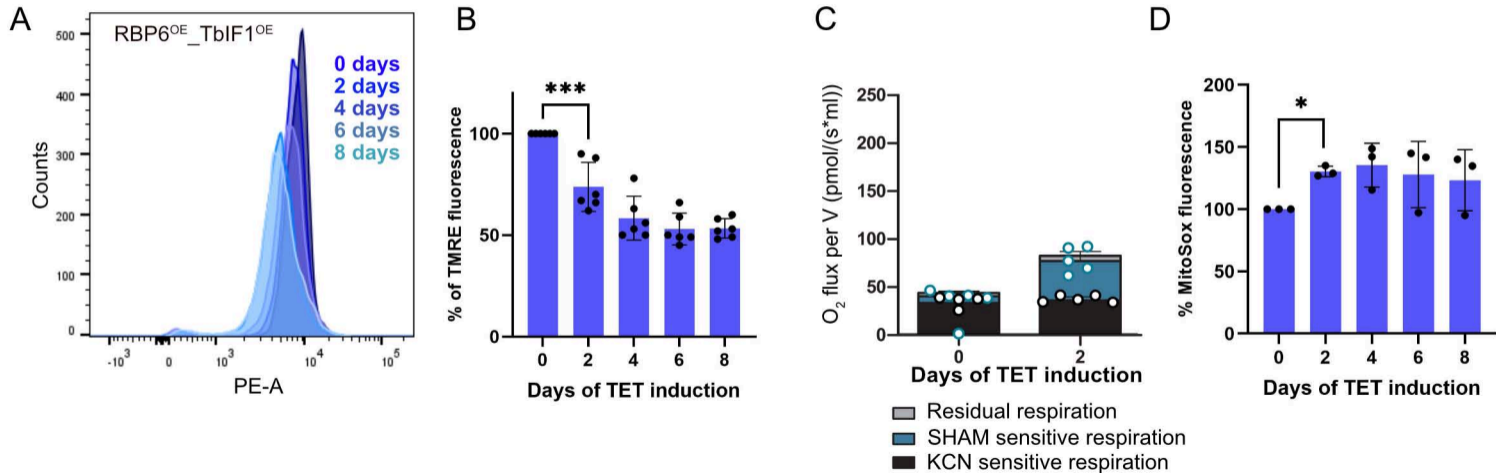 A
RBP6ᴼᴱ_TbIF1ᴼᴱ
0 days
2 days
4 days
6 days
8 days
Counts
500
400
300
200
100
0
-10³
0
10³
10⁴
10⁵
PE-A
B
***
% of TMRE fluorescence
100
50
0
0 2 4 6 8
Days of TET induction
C
O₂ flux per V (pmol/(s*ml))
250
200
150
100
50
0
0 2
Days of TET induction
Residual respiration
SHAM sensitive respiration
KCN sensitive respiration
D
*
% MitoSox fluorescence
200
150
100
50
0
0 2 4 6 8
Days of TET induction